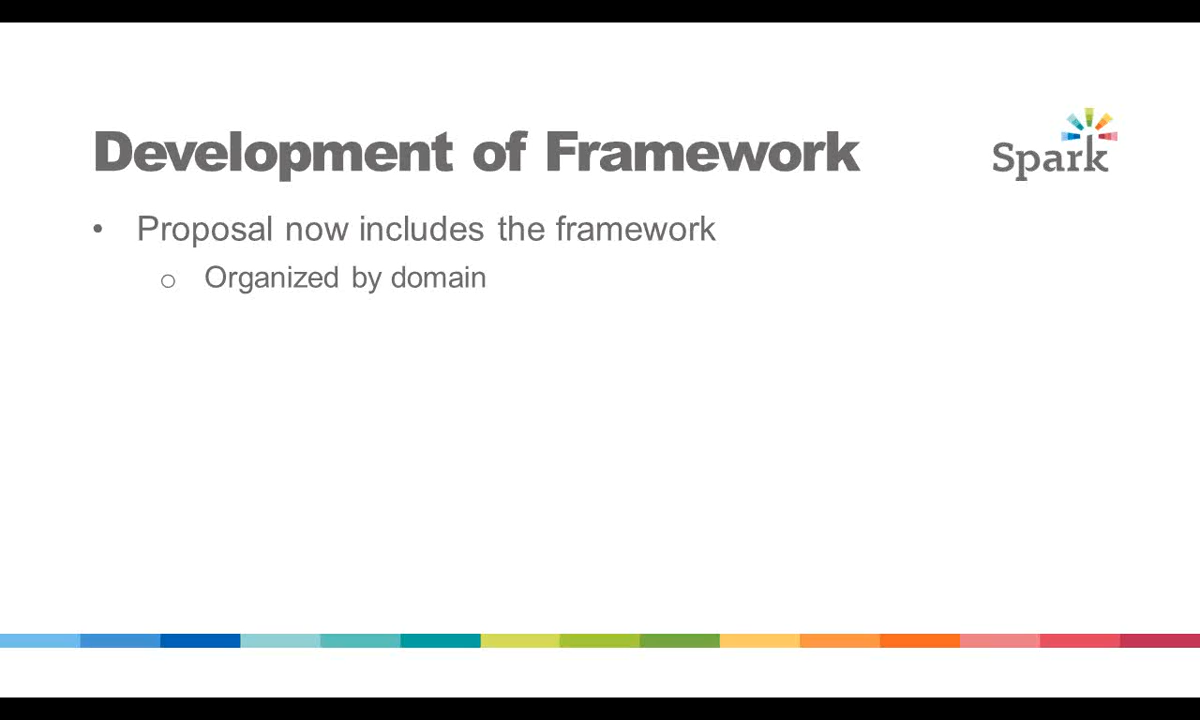 Development of Framework
Spark
• Proposal now includes the framework
o Organized by domain